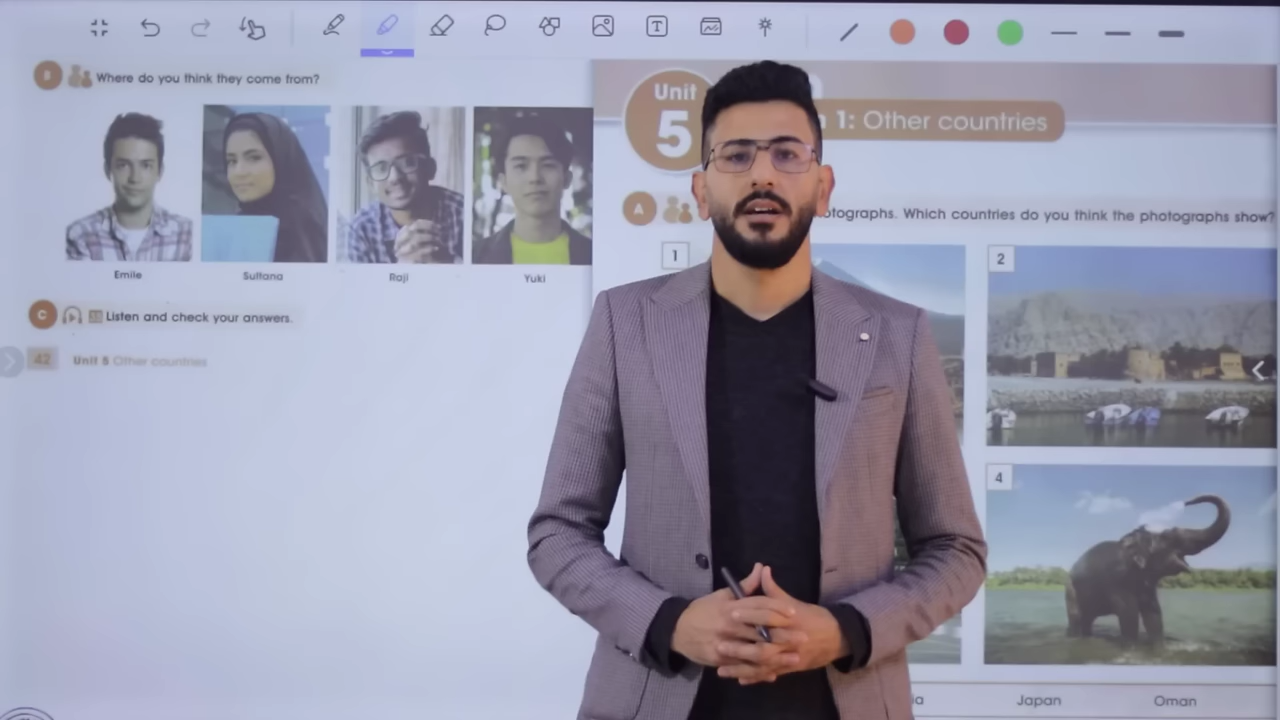 B Where do you think they come from?
Emile
Sultana
Raji
Yuki
C Listen and check your answers.
42 Unit 5 Other countries
Unit
5
1: Other countries
A
photographs. Which countries do you think the photographs show?
1
2
4
Japan
Oman